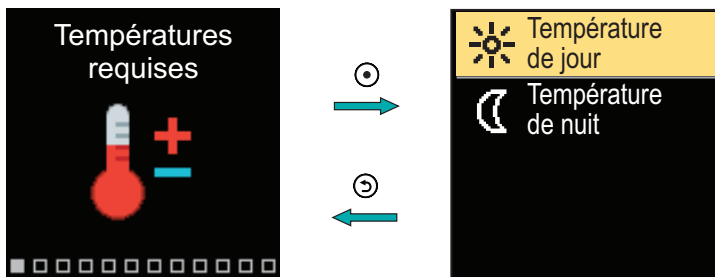 Températures
requises
Température
de jour
Température
de nuit